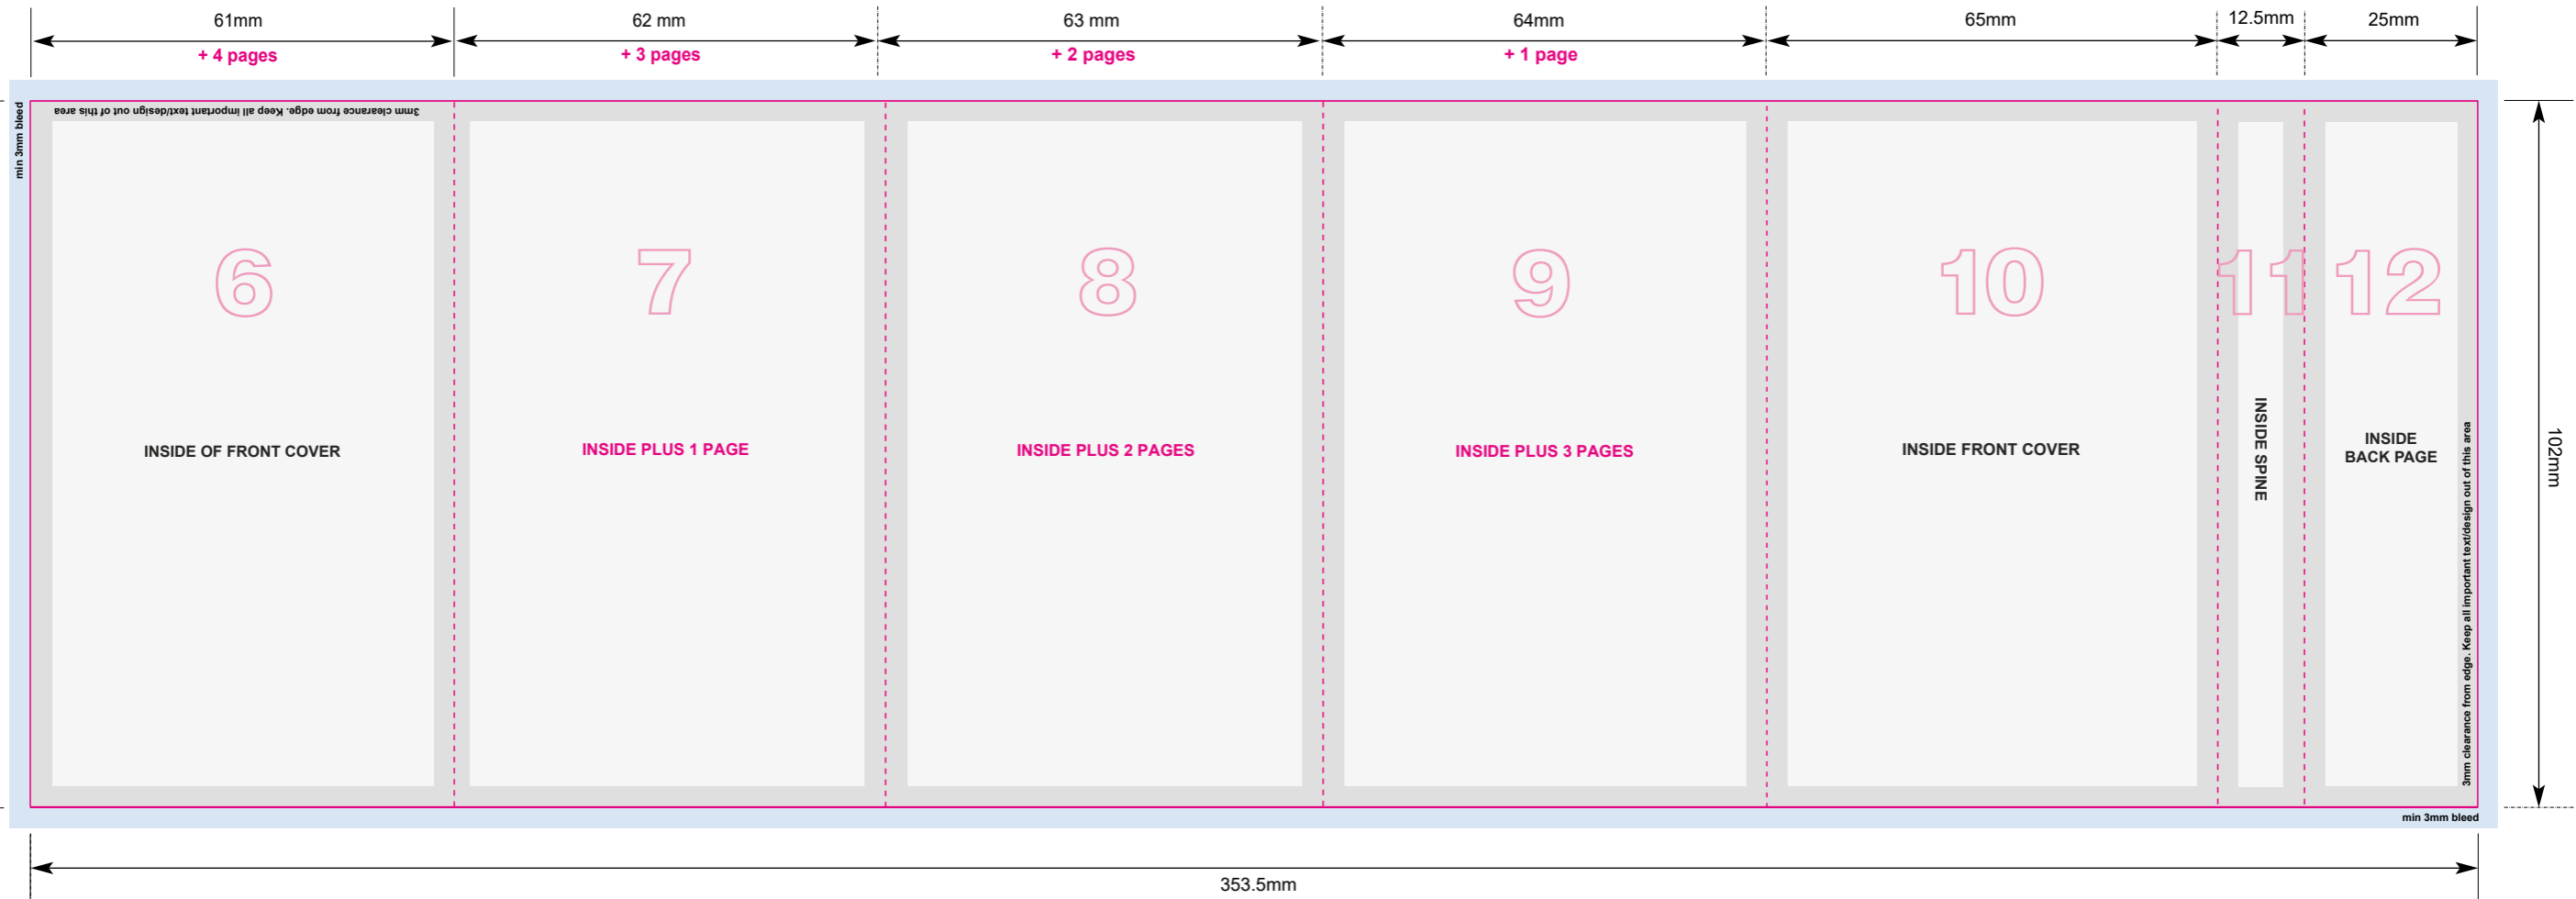 61mm
62 mm
63 mm
64mm
65mm
12.5mm
25mm
+ 4 pages
+ 3 pages
+ 2 pages
+ 1 page
min 3mm bleed
3mm clearance from edge. Keep all important text/design out of this area
6
7
8
9
10
11
12
INSIDE OF FRONT COVER
INSIDE PLUS 1 PAGE
INSIDE PLUS 2 PAGES
INSIDE PLUS 3 PAGES
INSIDE FRONT COVER
INSIDE SPINE
INSIDE
BACK PAGE
3mm clearance from edge. Keep all important text/design out of this area
102mm
min 3mm bleed
353.5mm